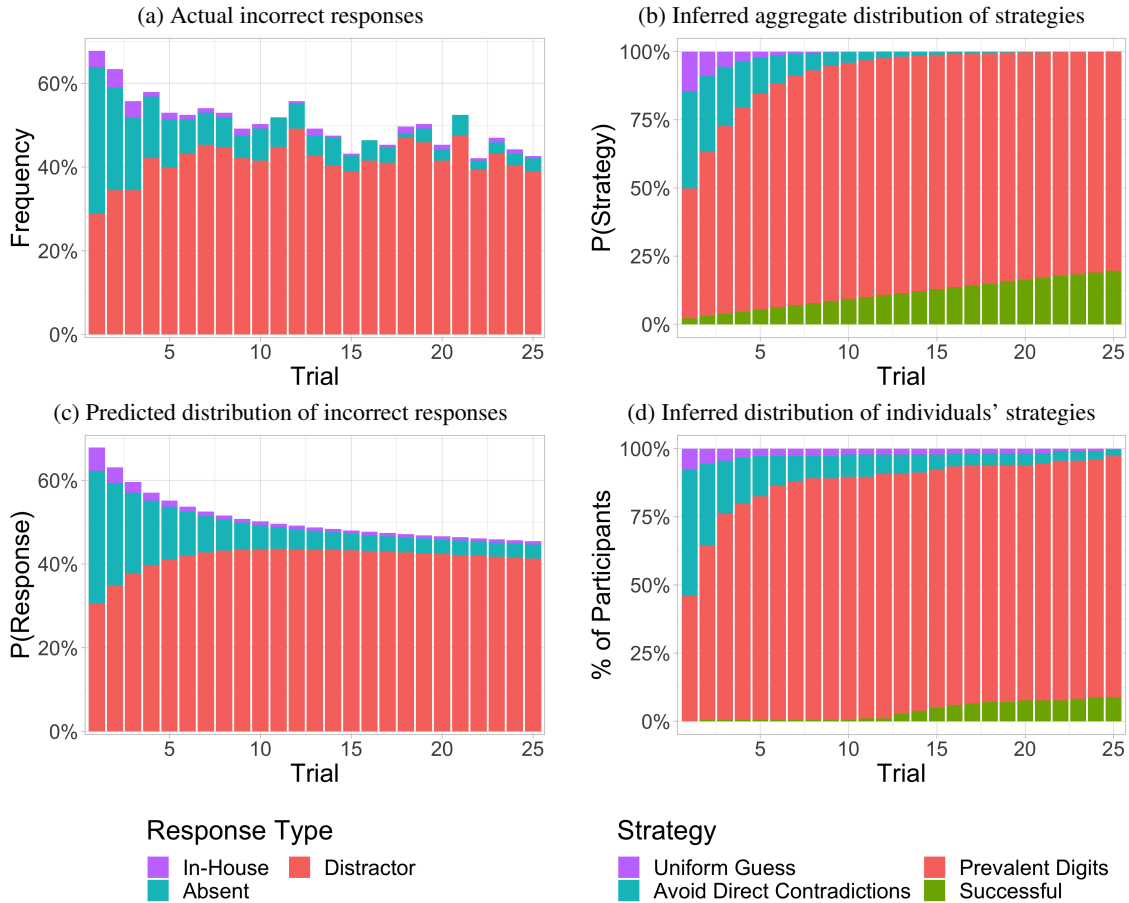 (a) Actual incorrect responses
60%
40%
20%
0%
Frequency
5
10
15
20
25
Trial
(b) Inferred aggregate distribution of strategies
100%
75%
50%
25%
0%
P(Strategy)
5
10
15
20
25
Trial
(c) Predicted distribution of incorrect responses
60%
40%
20%
0%
P(Response)
5
10
15
20
25
Trial
(d) Inferred distribution of individuals’ strategies
100%
75%
50%
25%
0%
% of Participants
5
10
15
20
25
Trial
Response Type
In-House
Distractor
Absent
Strategy
Uniform Guess
Prevalent Digits
Avoid Direct Contradictions
Successful